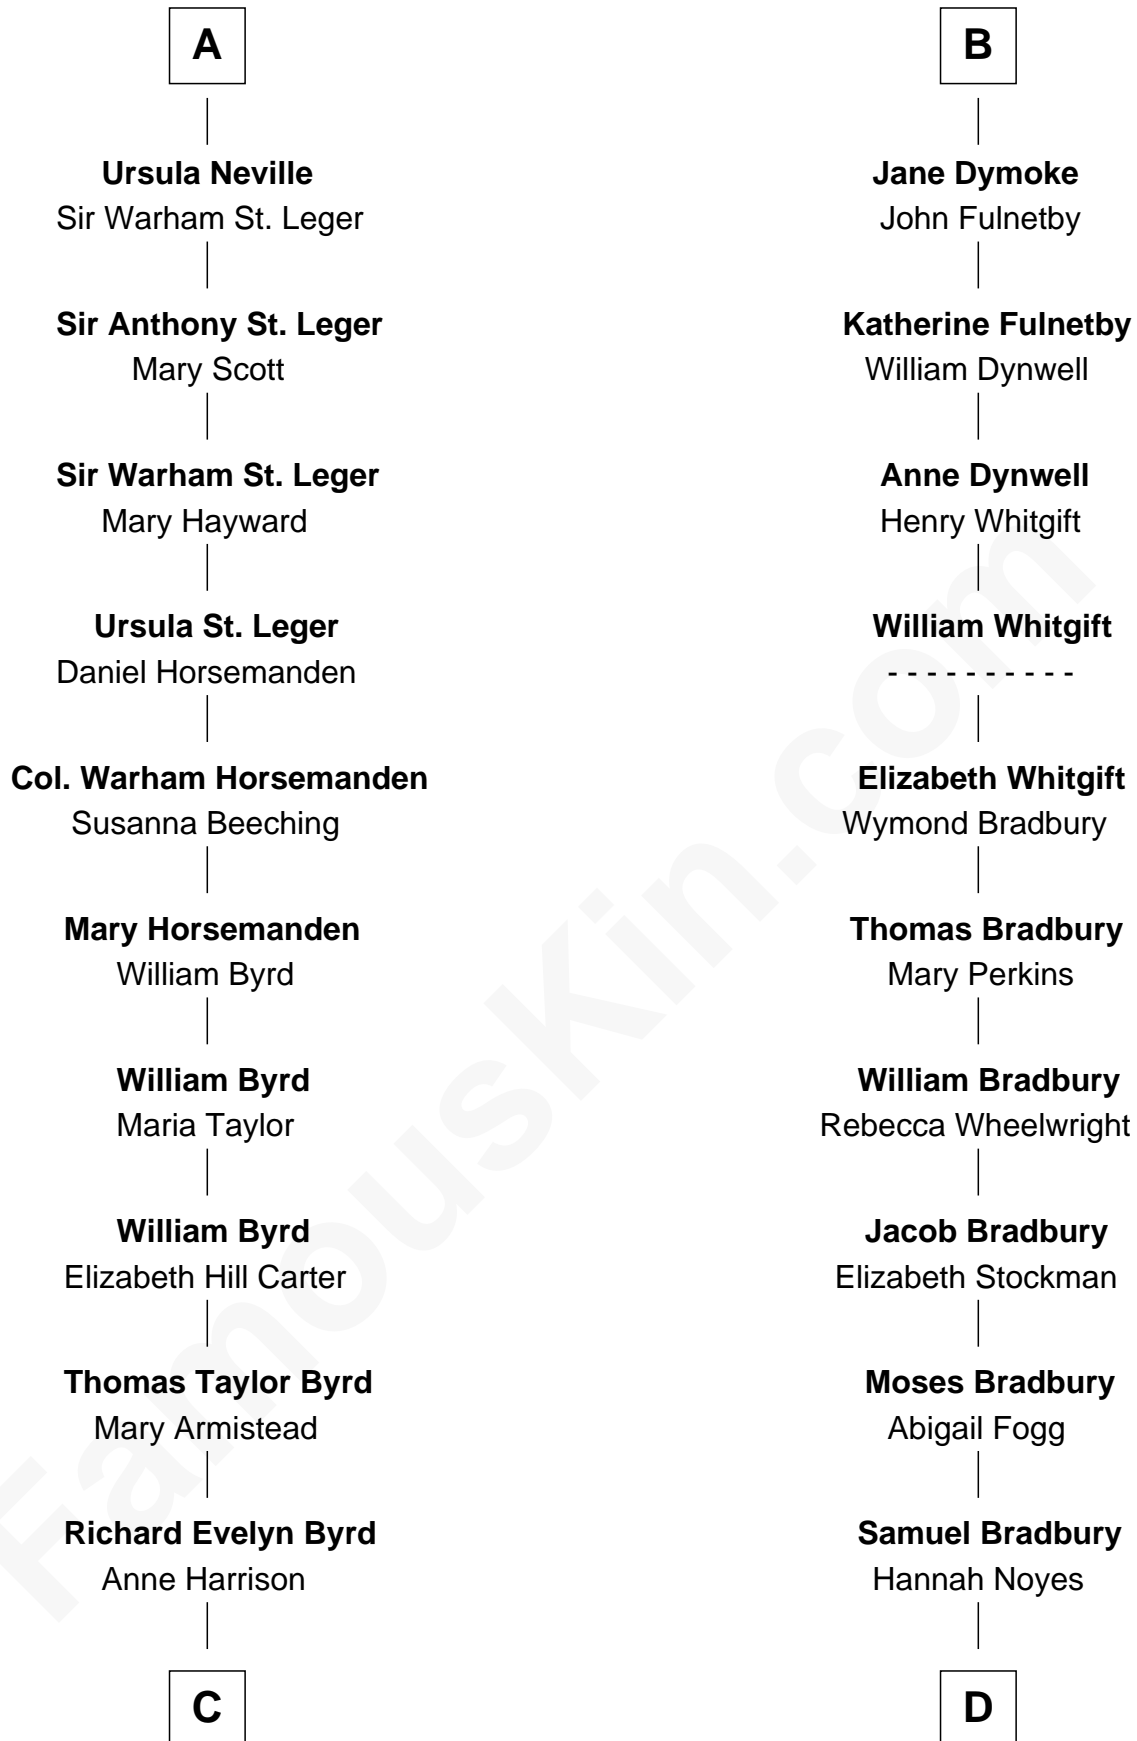 A
Ursula Neville
Sir Warham St. Leger
Sir Anthony St. Leger
Mary Scott
Sir Warham St. Leger
Mary Hayward
Ursula St. Leger
Daniel Horsemanden
Col. Warham Horsemanden
Susanna Beeching
Mary Horsemanden
William Byrd
William Byrd
Maria Taylor
William Byrd
Elizabeth Hill Carter
Thomas Taylor Byrd
Mary Armistead
Richard Evelyn Byrd
Anne Harrison
C
B
Jane Dymoke
John Fulnetby
Katherine Fulnetby
William Dynwell
Anne Dynwell
Henry Whitgift
William Whitgift
- - - - - - - - - -
Elizabeth Whitgift
Wymond Bradbury
Thomas Bradbury
Mary Perkins
William Bradbury
Rebecca Wheelwright
Jacob Bradbury
Elizabeth Stockman
Moses Bradbury
Abigail Fogg
Samuel Bradbury
Hannah Noyes
D
FamousKin.com